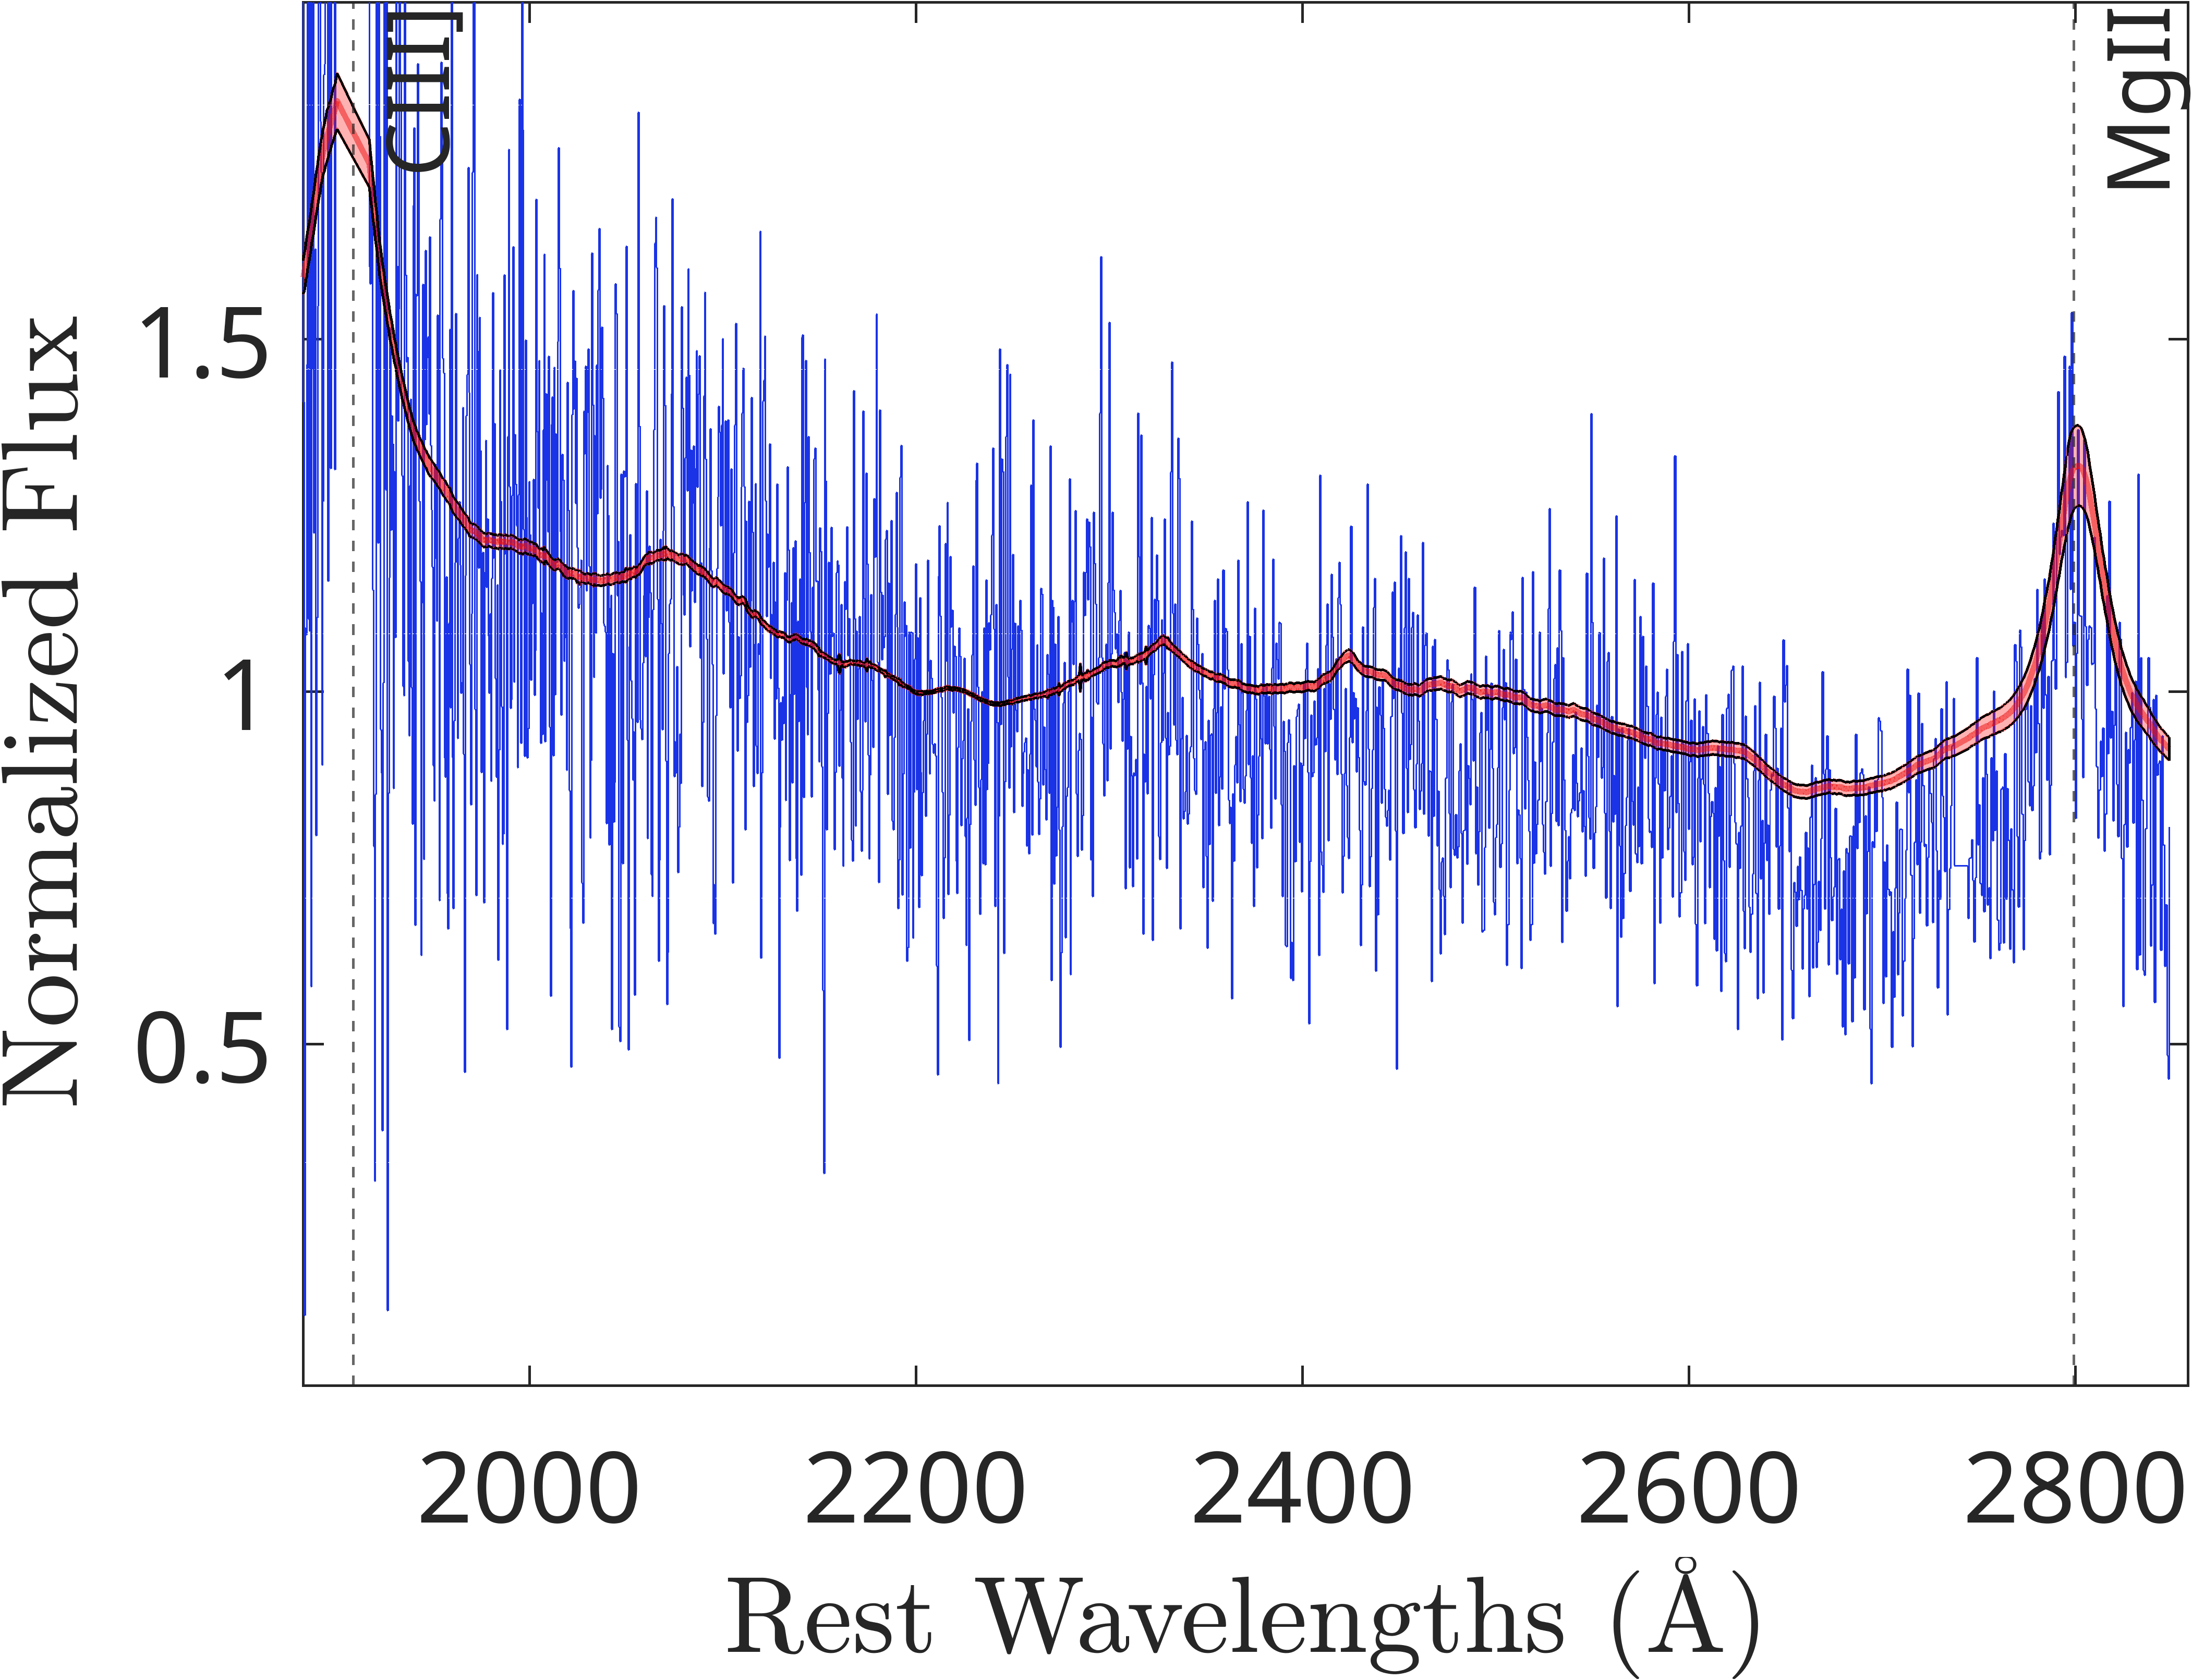 CIII]
MgII
Normalized Flux
1.5
1
0.5
2000 2200 2400 2600 2800
Rest Wavelengths (Å)